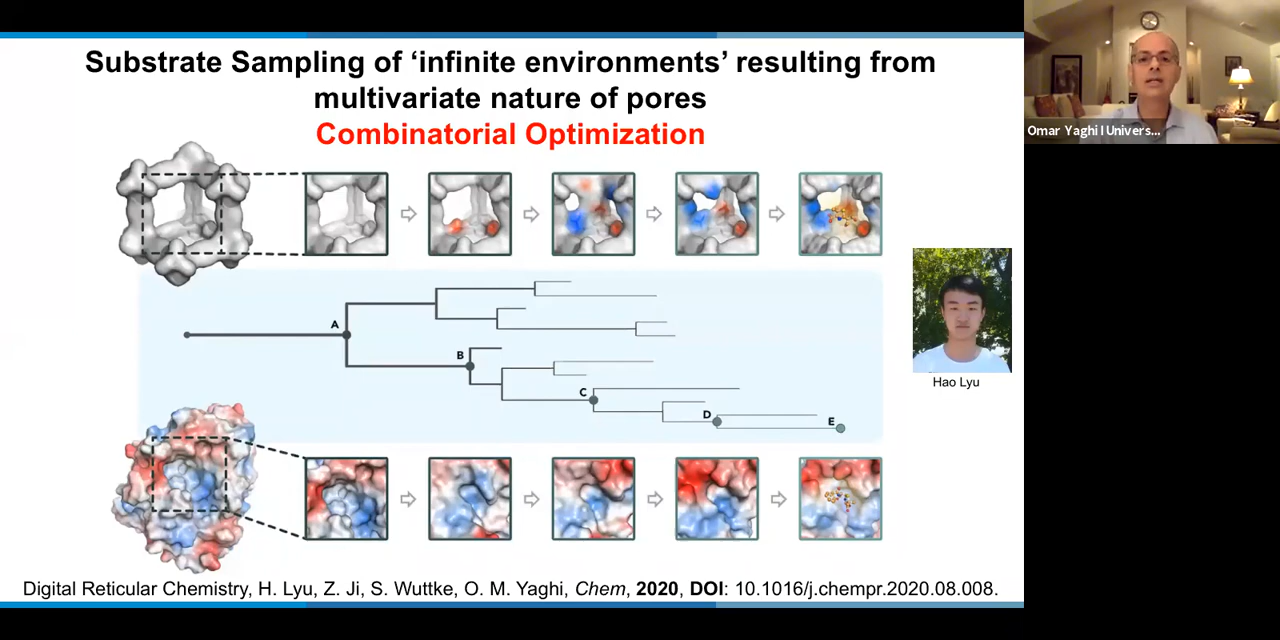 Substrate Sampling of ‘infinite environments’ resulting from
multivariate nature of pores
Combinatorial Optimization
Omar Yaghi I Univers...
A
B
C
D
E
Hao Lyu
Digital Reticular Chemistry, H. Lyu, Z. Ji, S. Wuttke, O. M. Yaghi, Chem, 2020, DOI: 10.1016/j.chempr.2020.08.008.